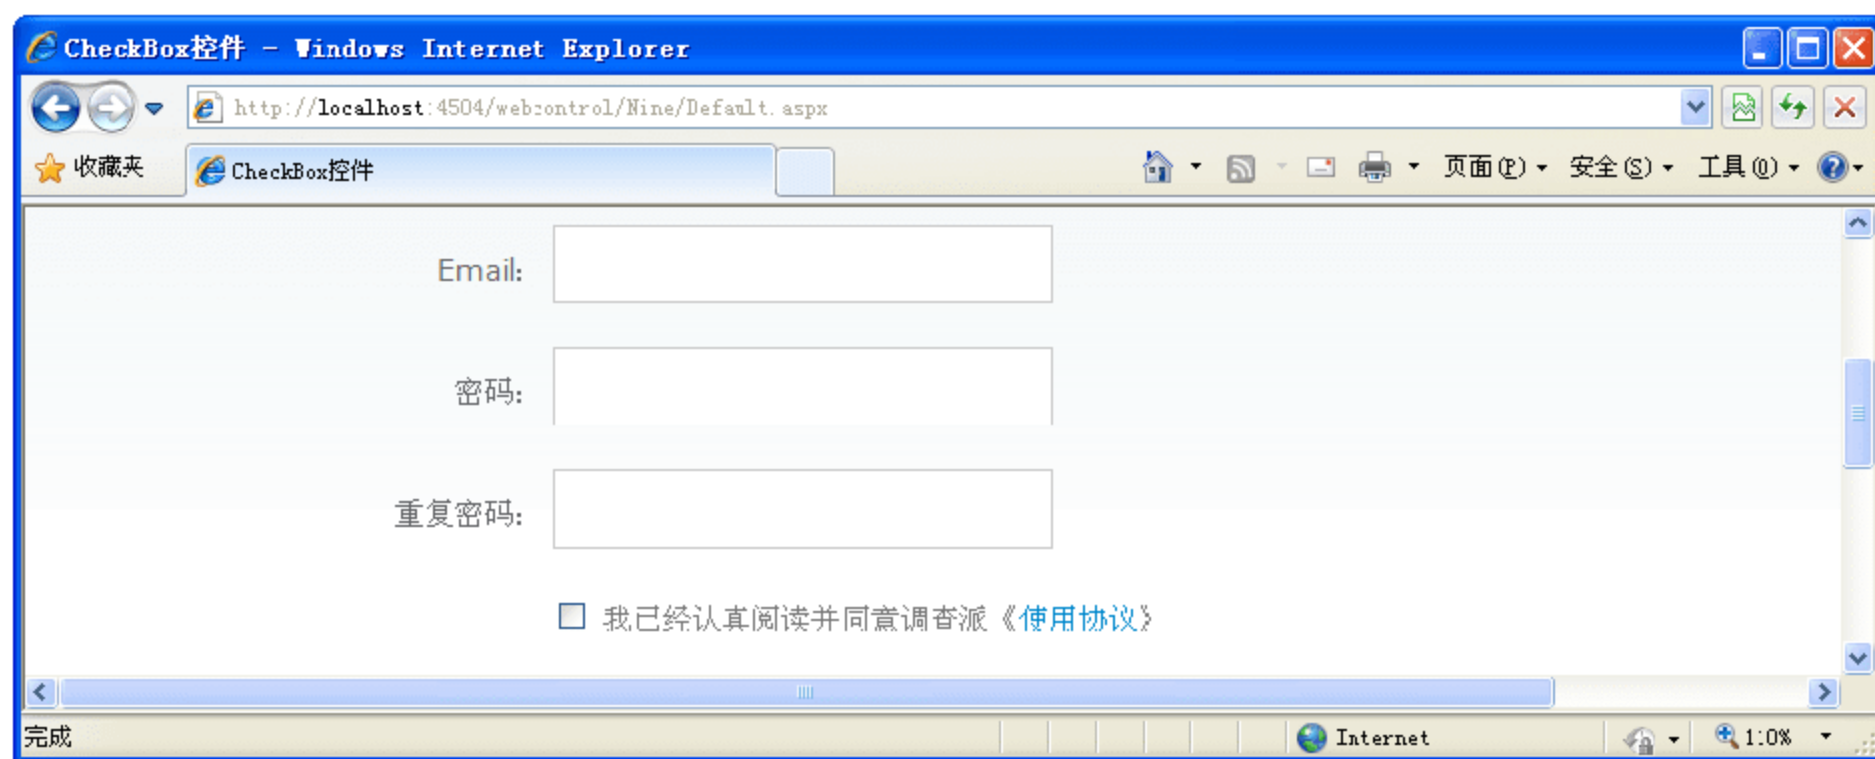 CheckBox控件 - Windows Internet Explorer
http://localhost:4504/webcontrol/Nine/Default.aspx
收藏夹 CheckBox控件 页面(P) 安全(S) 工具(O)
Email:
密码:
重复密码:
我已经认真阅读并同意调查派《使用协议》
完成 Internet